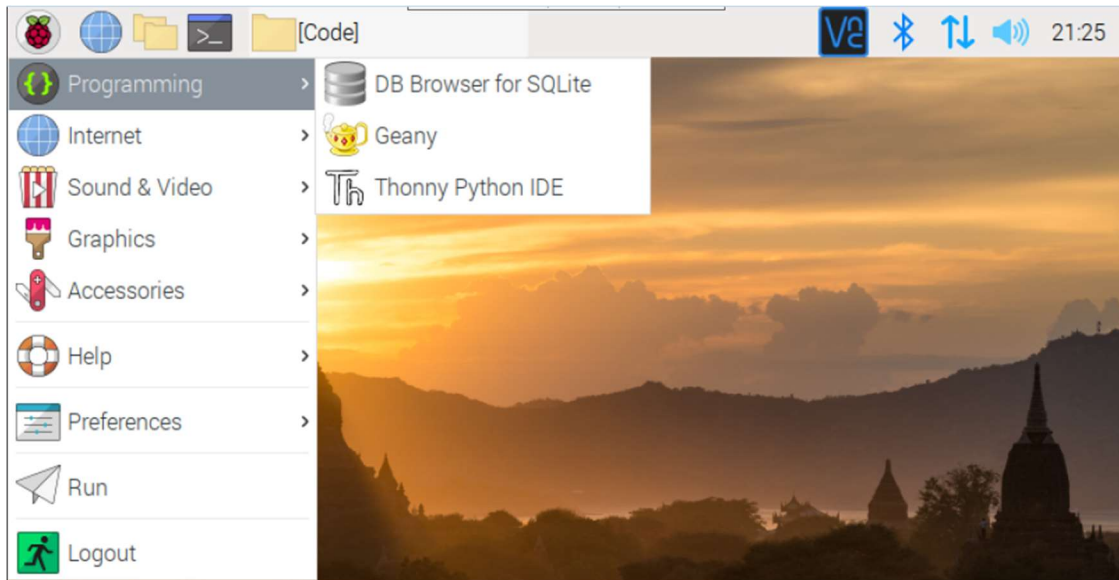 [Code]
21:25
Programming
DB Browser for SQLite
Internet
Geany
Sound & Video
Thonny Python IDE
Graphics
Accessories
Help
Preferences
Run
Logout